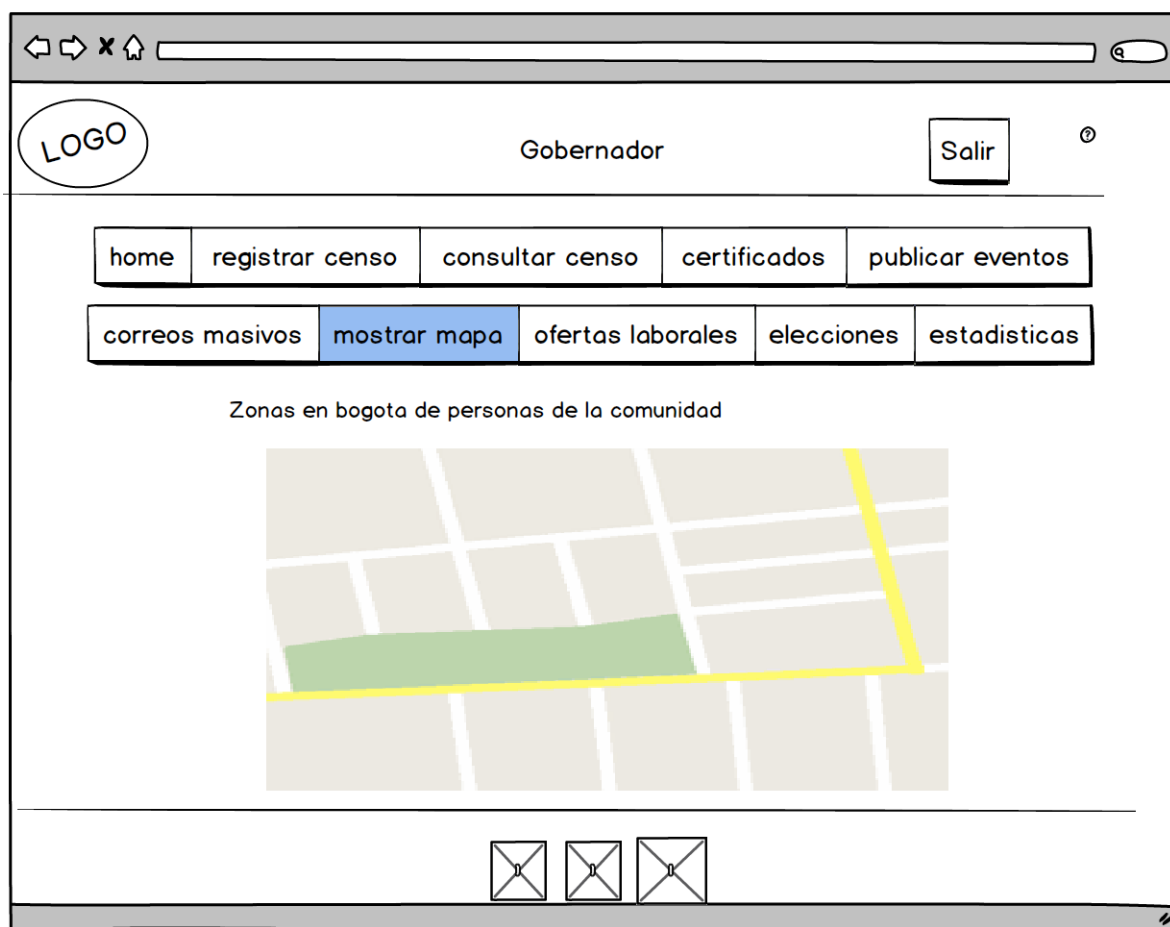 LOGO
Gobernador
Salir
?
home registrar censo consultar censo certificados publicar eventos
correos masivos mostrar mapa ofertas laborales elecciones estadisticas
Zonas en bogota de personas de la comunidad